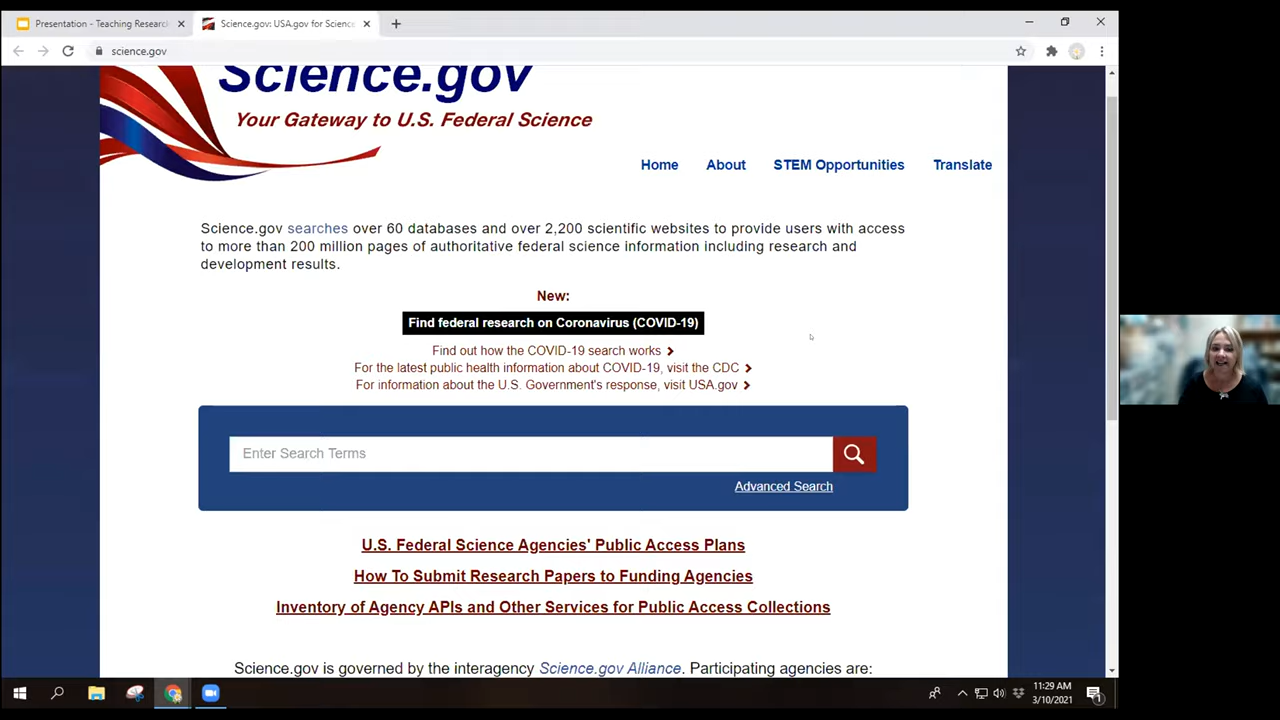 Presentation - Teaching Researc
Science.gov: USA.gov for Science
science.gov
Science.gov
Your Gateway to U.S. Federal Science
Home About STEM Opportunities Translate
Science.gov searches over 60 databases and over 2,200 scientific websites to provide users with access
to more than 200 million pages of authoritative federal science information including research and
development results.
New:
Find federal research on Coronavirus (COVID-19)
Find out how the COVID-19 search works
For the latest public health information about COVID-19, visit the CDC
For information about the U.S. Government's response, visit USA.gov
Enter Search Terms
Advanced Search
U.S. Federal Science Agencies' Public Access Plans
How To Submit Research Papers to Funding Agencies
Inventory of Agency APIs and Other Services for Public Access Collections
Science.gov is governed by the interagency Science.gov Alliance. Participating agencies are:
11:29 AM
3/10/2021
1